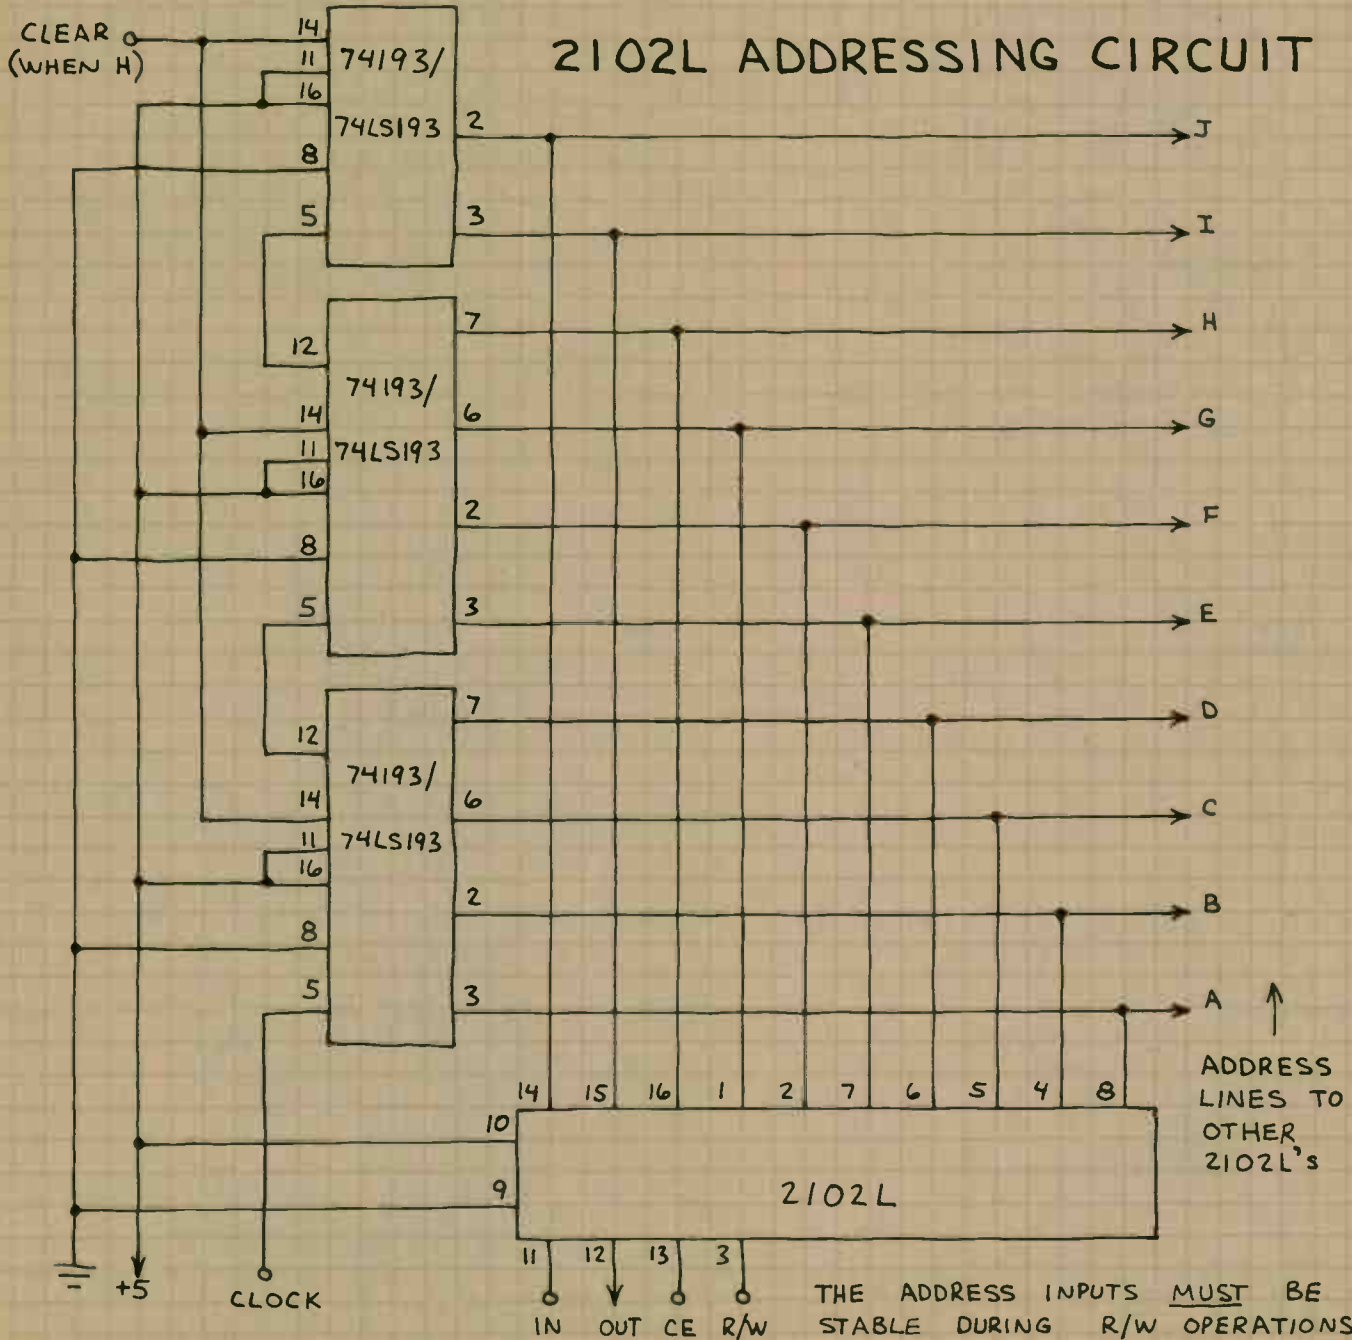 2102L ADDRESSING CIRCUIT
CLEAR
(WHEN H)
14
11
16
8
5
74193/
74LS193
2
3
J
I
12
14
11
16
8
5
74193/
74LS193
7
6
2
3
H
G
F
E
12
14
11
16
8
5
74193/
74LS193
7
6
2
3
D
C
B
A
ADDRESS
LINES TO
OTHER
2102L's
14 15 16 1 2 7 6 5 4 8
10
9
2102L
11 12 13 3
+5
CLOCK
IN OUT CE R/W
THE ADDRESS INPUTS MUST BE
STABLE DURING R/W OPERATIONS